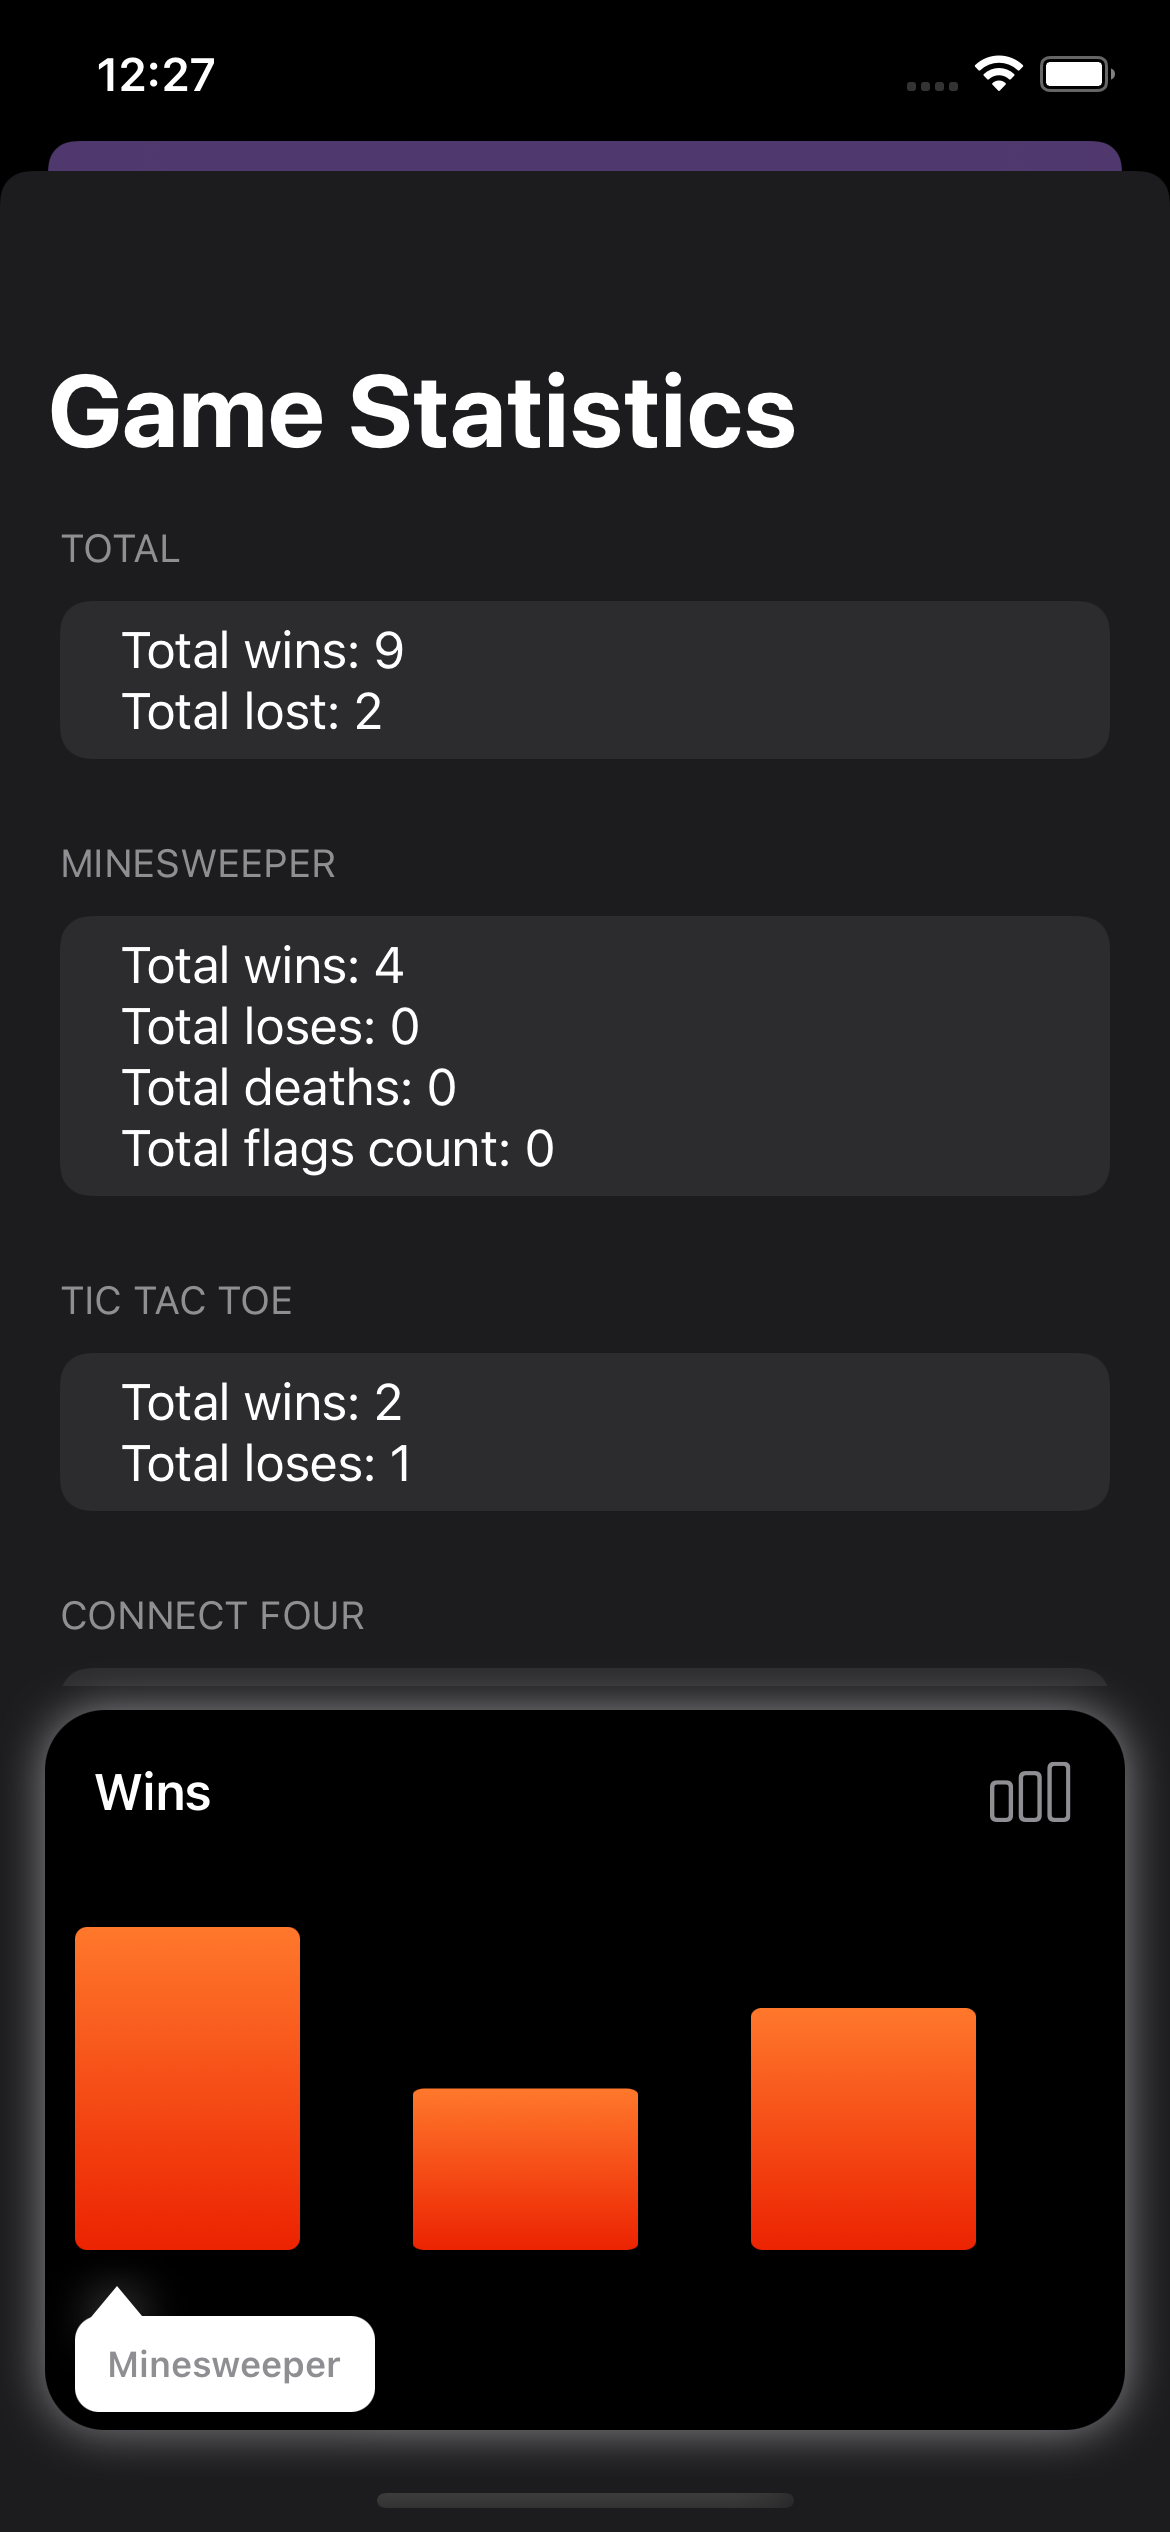 12:27
Game Statistics
TOTAL
Total wins: 9
Total lost: 2
MINESWEEPER
Total wins: 4
Total loses: 0
Total deaths: 0
Total flags count: 0
TIC TAC TOE
Total wins: 2
Total loses: 1
CONNECT FOUR
Wins
Minesweeper